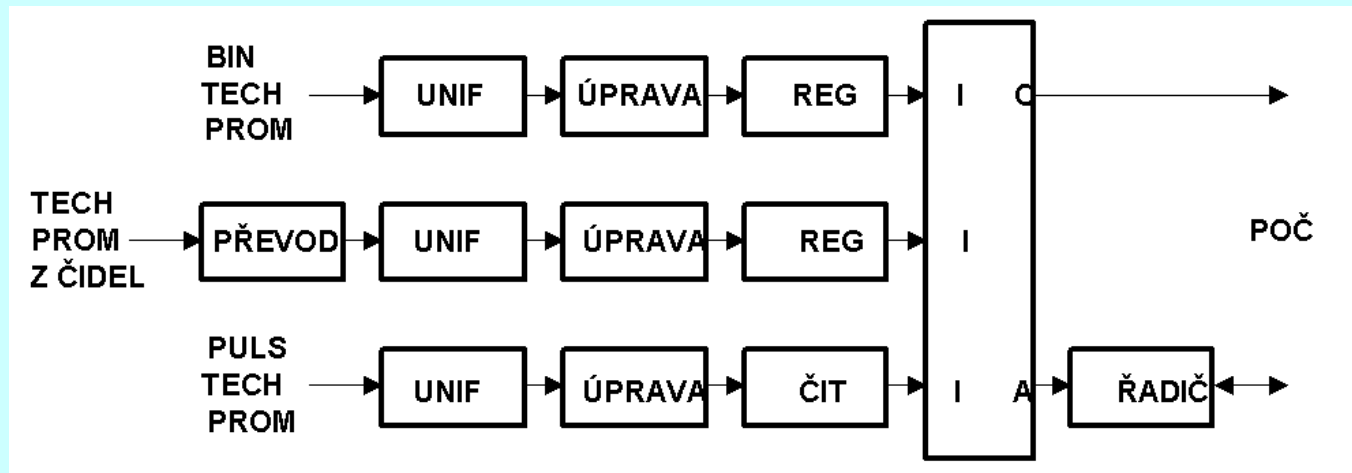 BIN
TECH
PROM
UNIF
ÚPRAVA
REG
I O
TECH
PROM
Z ČIDEL
PŘEVOD
UNIF
ÚPRAVA
REG
I
POČ
PULS
TECH
PROM
UNIF
ÚPRAVA
ČIT
I A
ŘADIČ